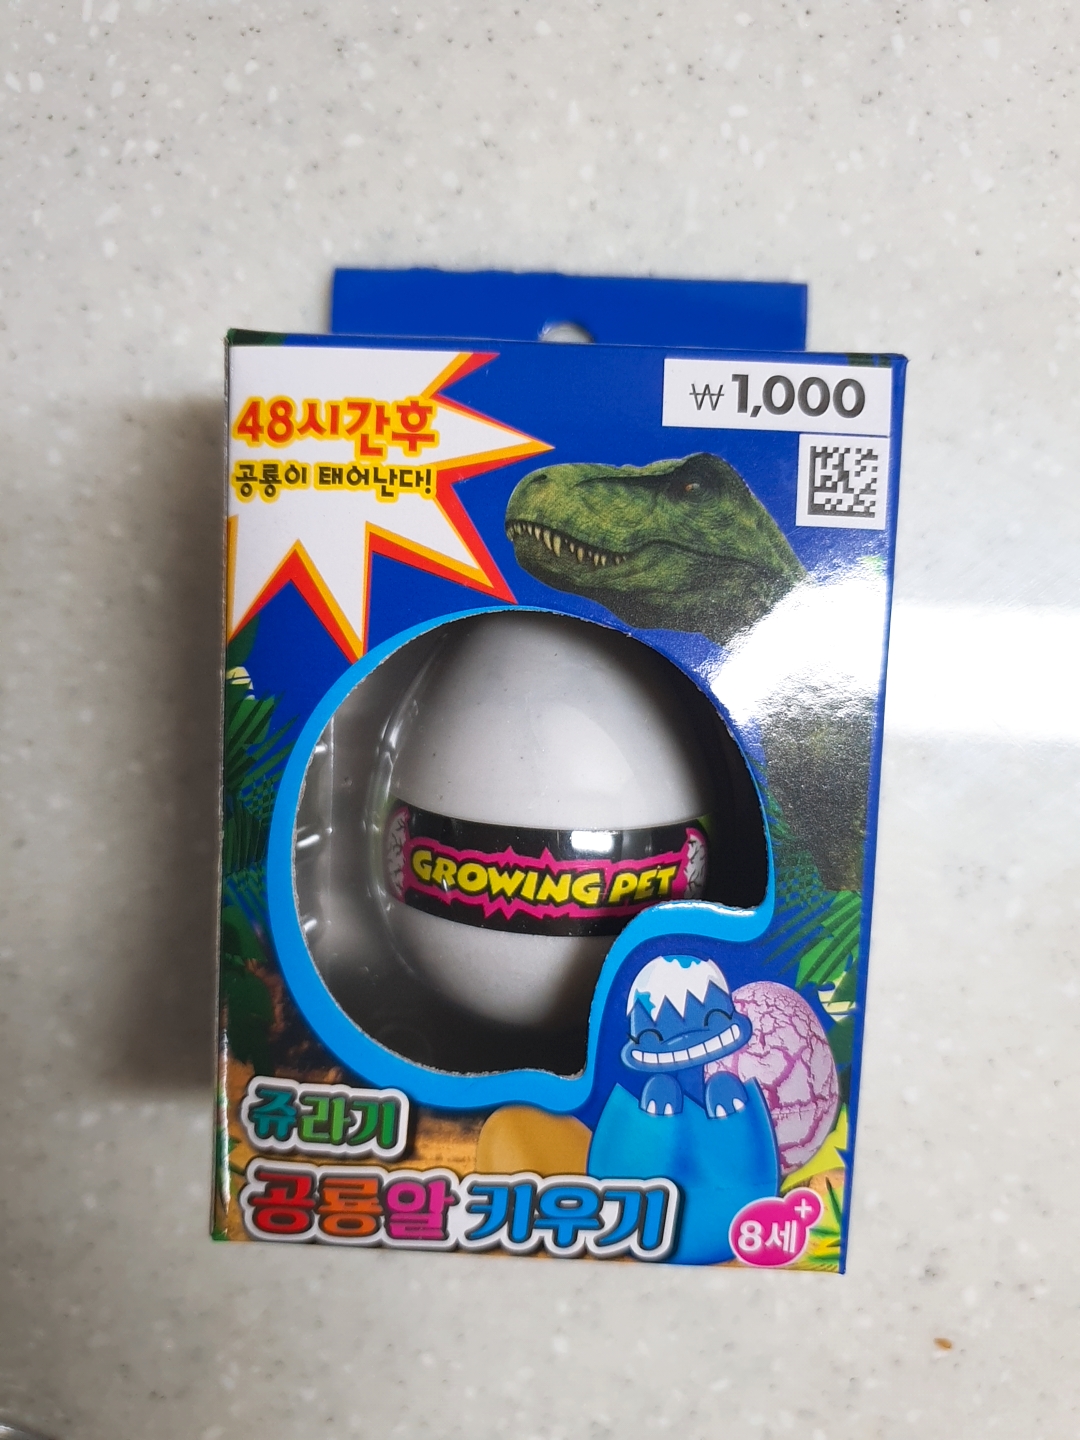 48시간후
공룡이 태어난다!
₩1,000
GROWING PET
쥬라기
공룡알 키우기
8세+